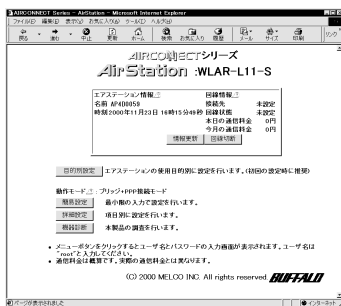 AIRCONNECT Series - AirStation - Microsoft Internet Explorer
ファイル(F) 編集(E) 表示(V) お気に入り(A) ツール(T) ヘルプ(H)
戻る 進む 中止 更新 ホーム 検索 お気に入り 履歴 メール サイズ 印刷 リンク
AIRCONNECTシリーズ
AirStation :WLAR-L11-S
エアステーション情報 回線情報
名前 AP4D0059 接続先 未設定
時刻2000年11月23日 16時15分49秒 回線状態 未設定
本日の通信料金 0円
今月の通信料金 0円
情報更新 回線切断
目的別設定 エアステーションの使用目的別に設定を行います。(初回の設定時に推奨)
動作モード : ブリッジ+PPP接続モード
簡易設定 最小限の入力で設定を行います。
詳細設定 項目別に設定を行います。
機器診断 本製品の調査を行います。
• メニューボタンをクリックするとユーザ名とパスワードの入力画面が表示されます。ユーザ名は
"root"と入力してください。
• 通信料金は概算です。実際の通信料金とは異なります。
(C) 2000 MELCO INC. All rights reserved. BUFFALO
ページが表示されました インターネット